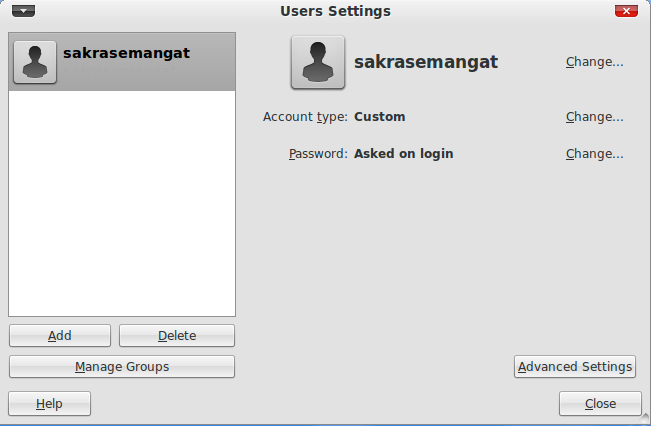 Users Settings
sakrasemangat
sakrasemangat Change...
Account type: Custom Change...
Password: Asked on login Change...
Add Delete
Manage Groups Advanced Settings
Help Close